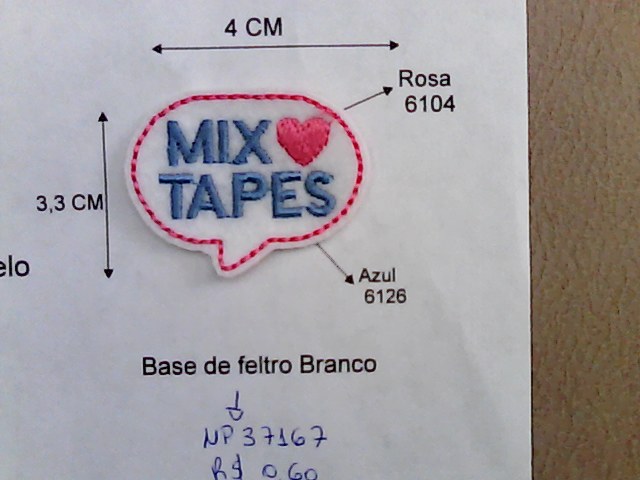 4 CM
Rosa
6104
MIX
TAPES
3,3 CM
elo
Azul
6126
Base de feltro Branco
NP 37167
R$ 0,60